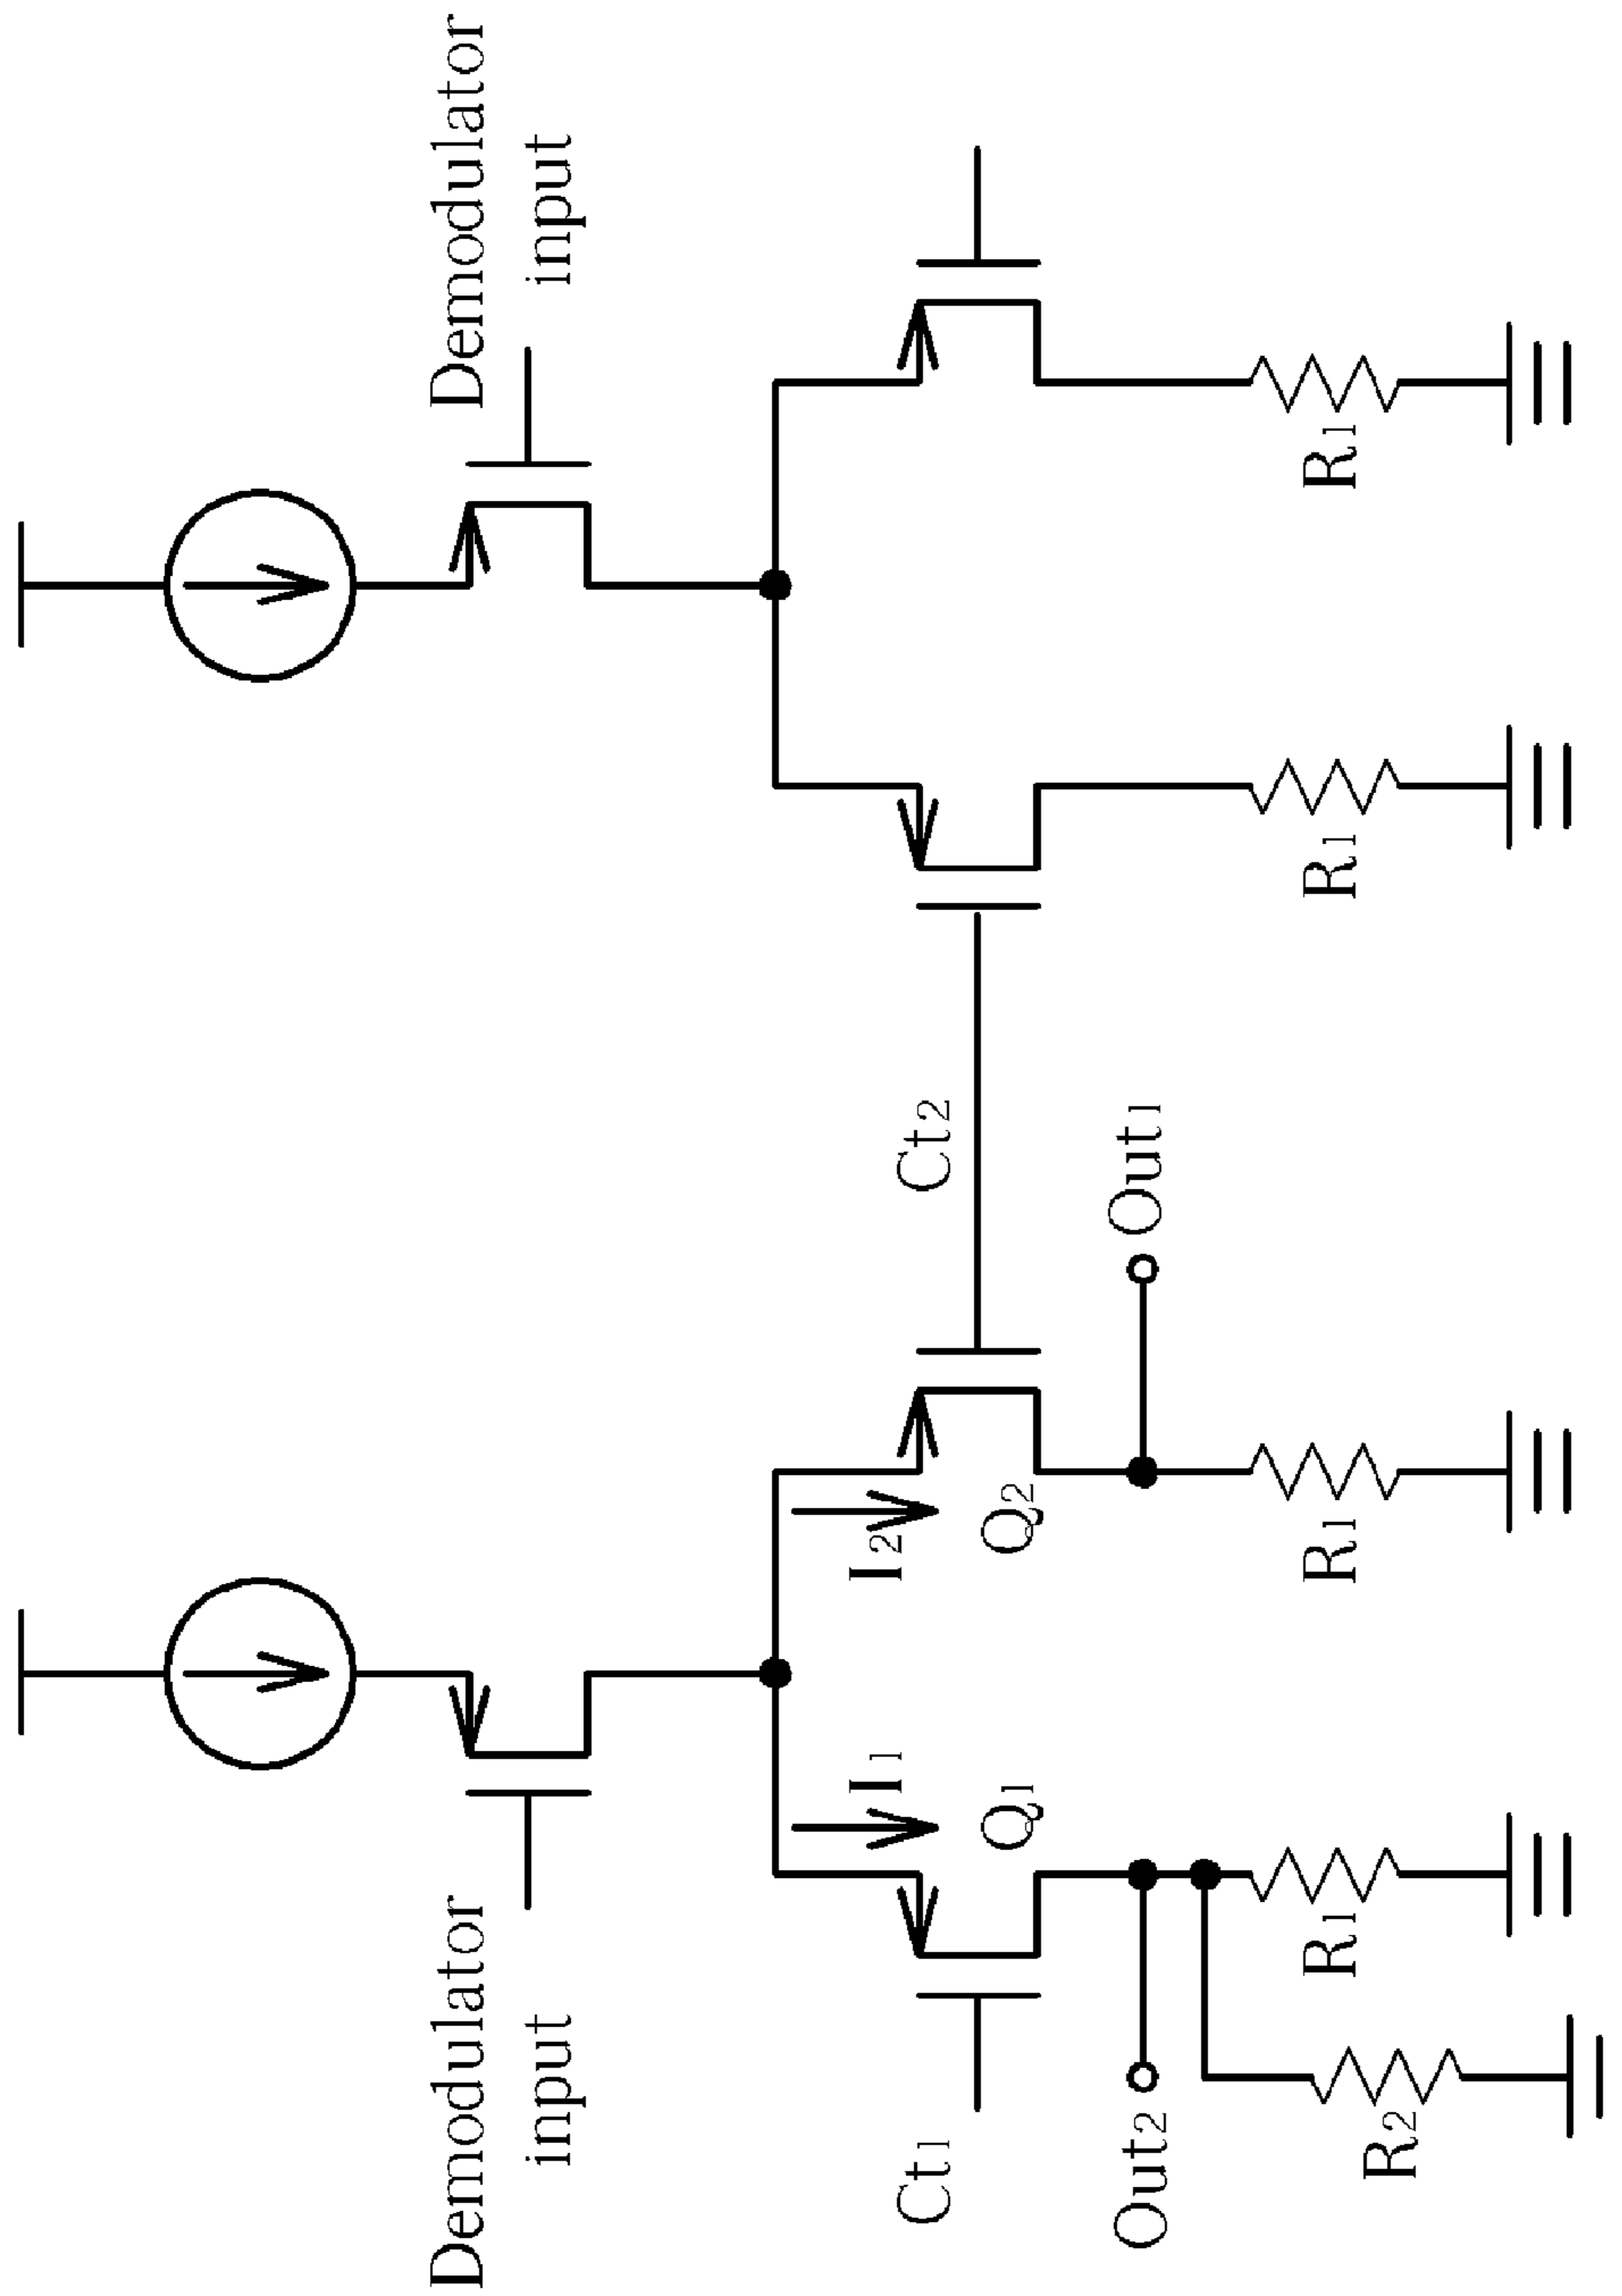 Demodulator
input
Demodulator
input
Ct1
I1
Q1
I2
Q2
Ct2
Out2
Out1
R2
R1
R1
R1
R1